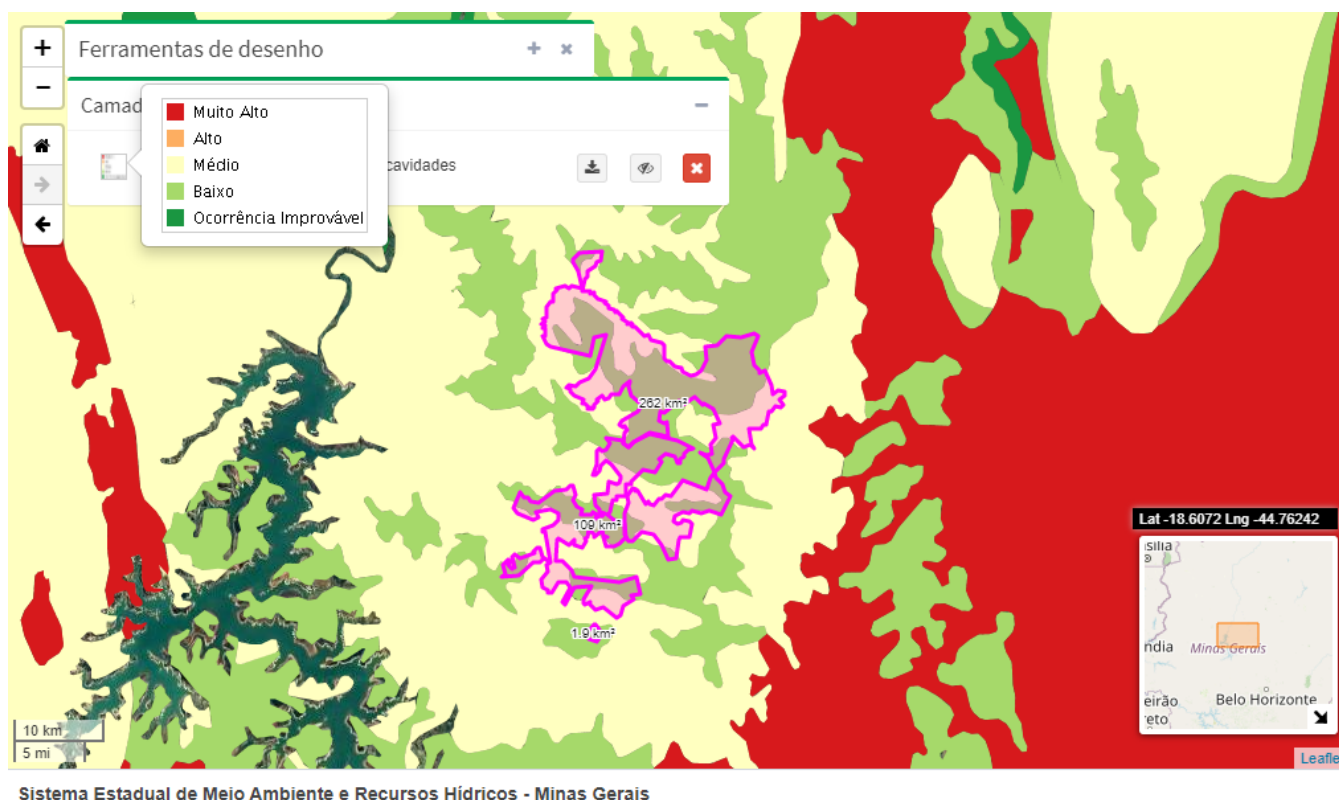 +
Ferramentas de desenho + ×
−
Camad −
Muito Alto
Alto
Médio
cavidades
Baixo
Ocorrência Improvável
262 km²
109 km²
1.9 km²
Lat -18.6072 Lng -44.76242
ndia Minas Gerais
Belo Horizonte
eirão
eto
10 km
5 mi
Leafle
Sistema Estadual de Meio Ambiente e Recursos Hídricos - Minas Gerais